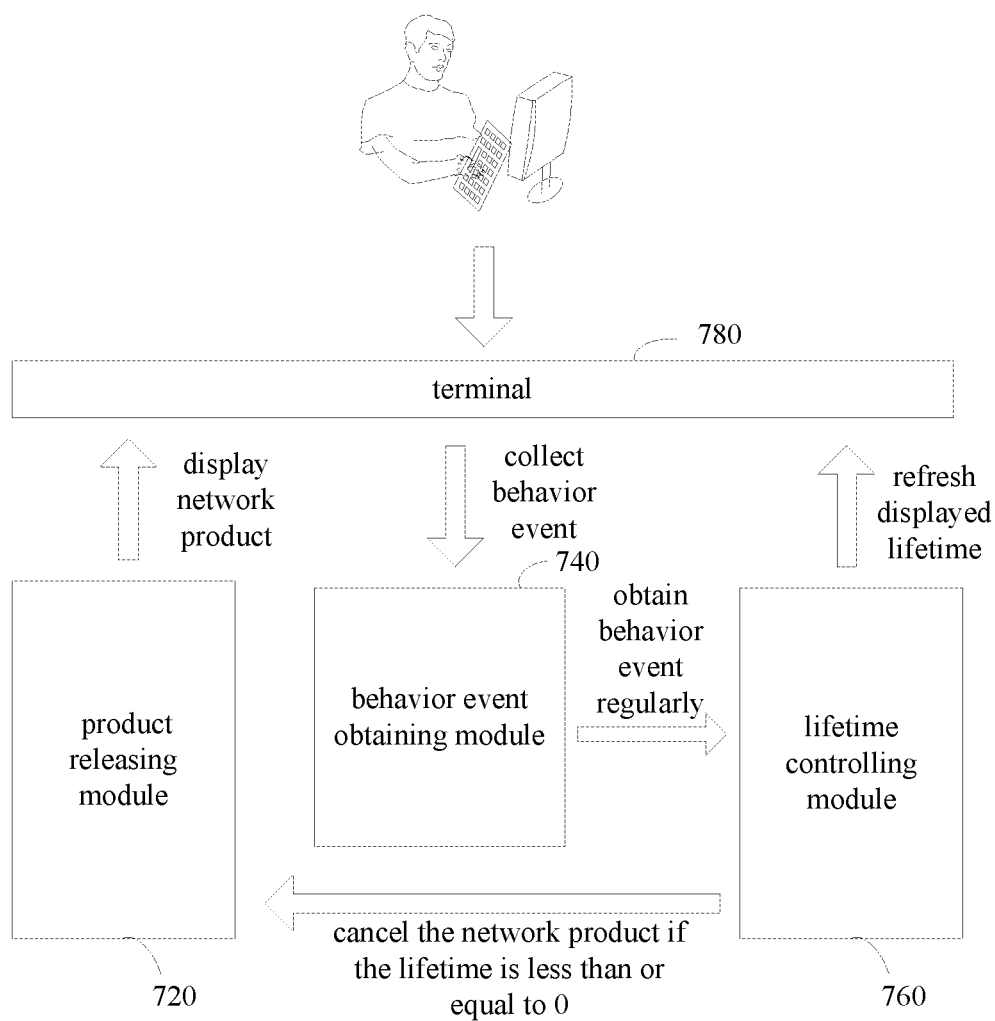 780
terminal
display
network
product
collect
behavior
event
refresh
displayed
lifetime
740
obtain
behavior
event
regularly
product
releasing
module
behavior event
obtaining module
lifetime
controlling
module
cancel the network product if
the lifetime is less than or
equal to 0
720
760